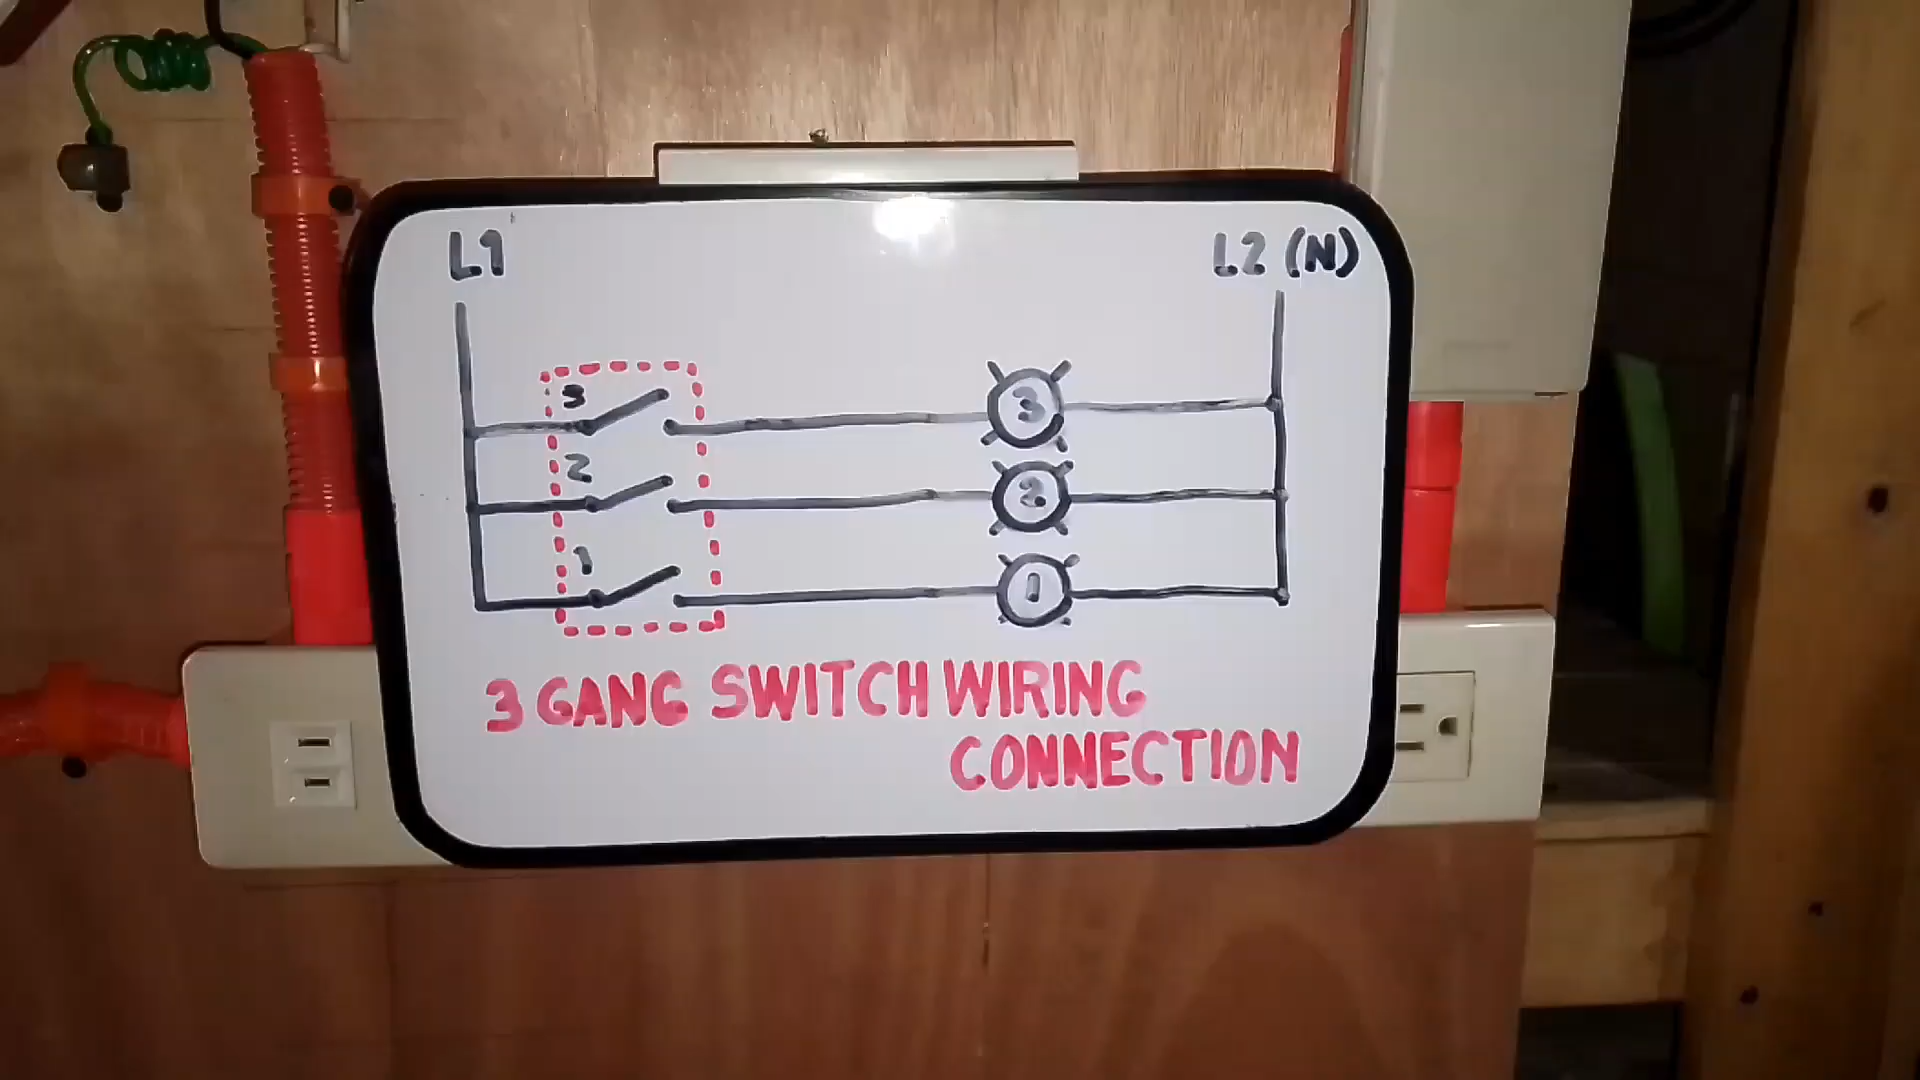 L1 L2 (N)
3 3
2 2
1 1
3 GANG SWITCH WIRING
CONNECTION